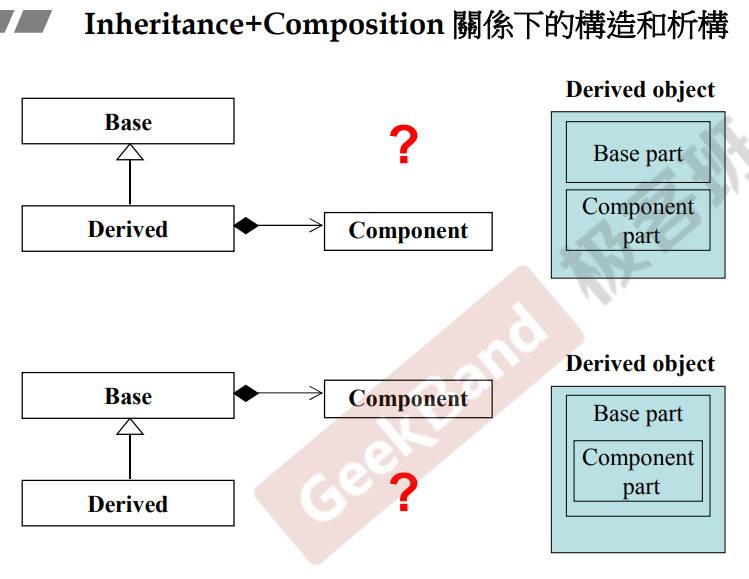 Inheritance+Composition 關係下的構造和析構
Derived object
Base
?
Base part
Derived
Component
Component
part
GeekBand 极客班
Derived object
Base
Component
Base part
Component
part
Derived
?